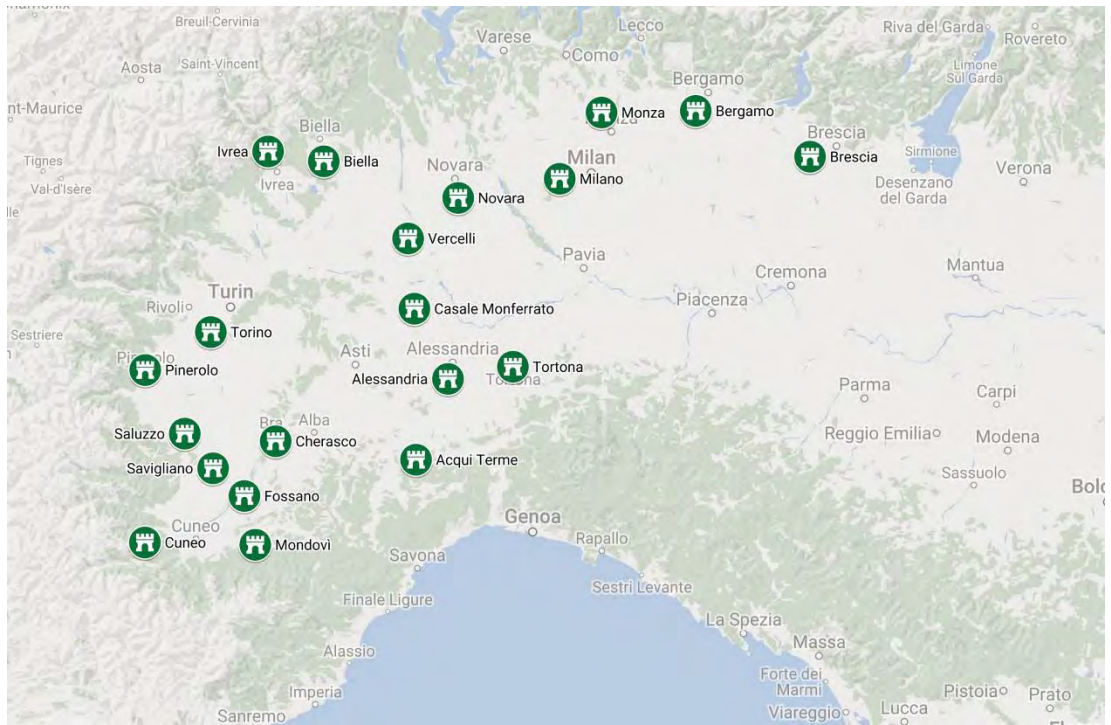 Breuil-Cervinia
Varese
Como
Lecco
Riva del Garda
Rovereto
Aosta
Saint-Vincent
Limone
Sul Garda
nt-Maurice
Bergamo
Monza
Bergamo
Biella
Brescia
Ivrea
Biella
Ivrea
Novara
Milan
Milano
Brescia
Sirmione
Verona
Tignes
Val-d'Isère
Desenzano
del Garda
Novara
Vercelli
Pavia
Cremona
Mantua
Rivoli
Turin
Casale Monferrato
Piacenza
Sestriere
Torino
Asti
Alessandria
Pinerolo
Alessandria
Tortona
Parma
Carpi
Saluzzo
Bra
Alba
Cherasco
Reggio Emilia
Modena
Savigliano
Acqui Terme
Sassuolo
Fossano
Bolo
Cuneo
Cuneo
Mondovì
Genoa
Rapallo
Savona
Sestri Levante
Finale Ligure
La Spezia
Massa
Alassio
Forte dei
Marmi
Imperia
Pistoia
Prato
Sanremo
Viareggio
Lucca